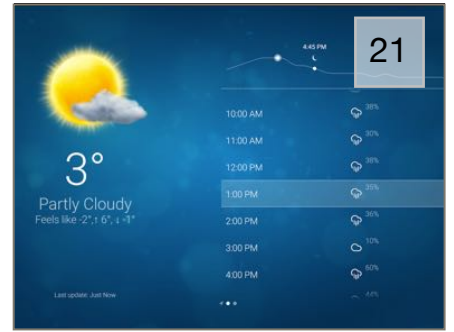 4:45 PM
21
10:00 AM 38%
11:00 AM 30%
3°
12:00 PM 38%
Partly Cloudy
1:00 PM 35%
Feels like -2°,↑ 6°, ↓ -1°
2:00 PM 36%
3:00 PM 10%
4:00 PM 60%
Last update: Just Now
44%